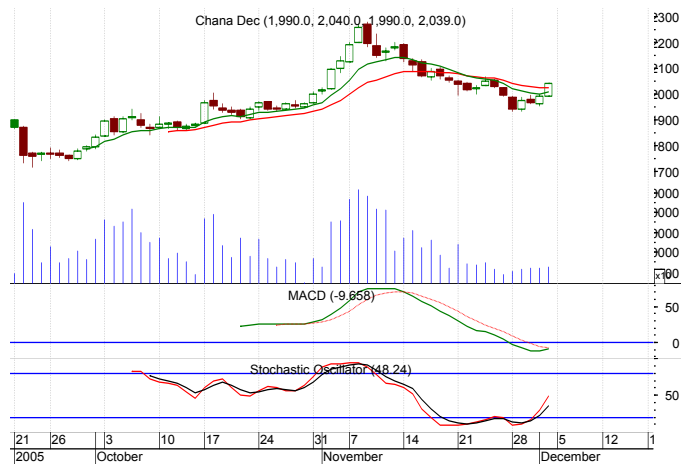 Chana Dec (1,990.0, 2,040.0, 1,990.0, 2,039.0)
2300
2200
2100
2000
1900
1800
1700
MACD (-9.658)
50
0
Stochastic Oscillator (48.24)
50
21 26 3 10 17 24 31 7 14 21 28 5 12 1
2005 October November December